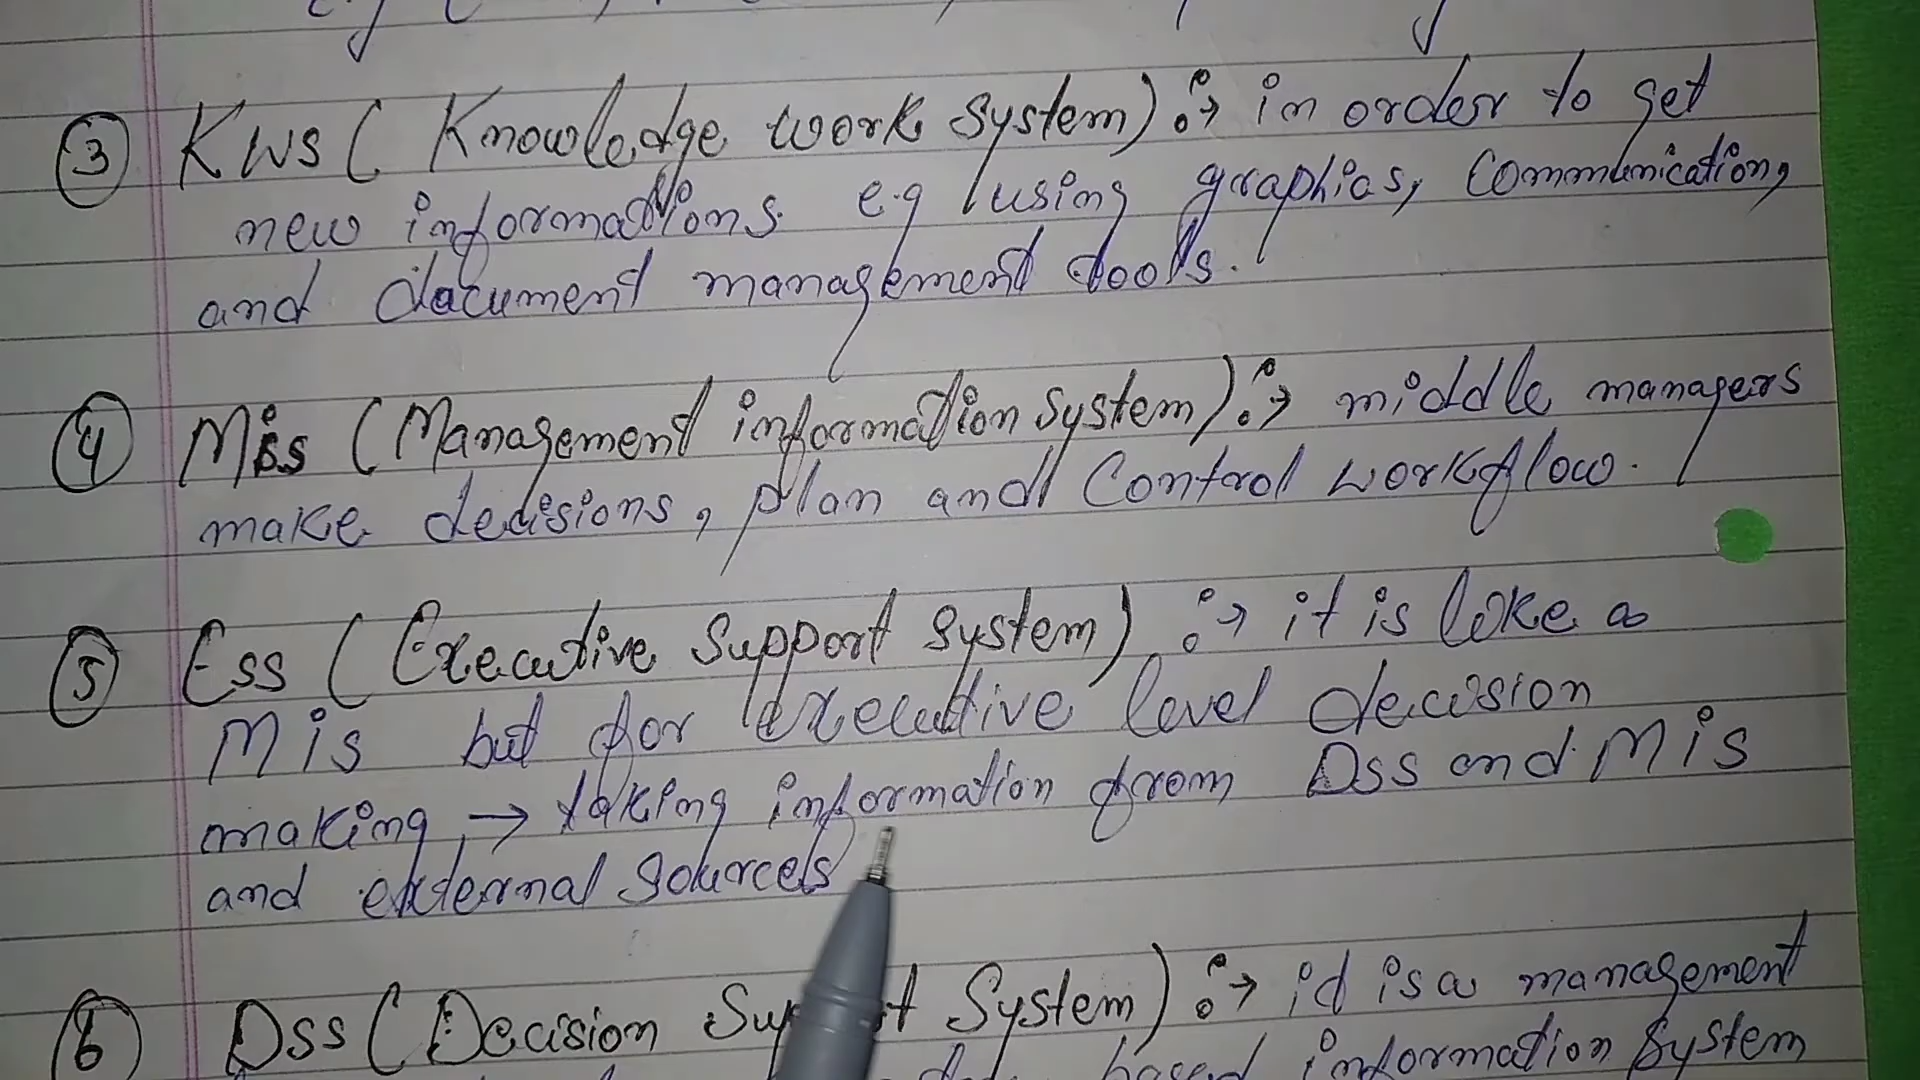 ③ KWS ( Knowledge work System) :→ in order to get
new informations. e.g using graphics, Communication,
and document management tools.
④ Mis (Management information System) :→ middle managers
make decisions, plan and Control workflow.
⑤ Ess ( Executive Support System) :→ it is like a
Mis but for executive level decision
making → taking information from Dss and Mis
and external sources
⑥ Dss ( Decision System) :→ it is a management
based information System